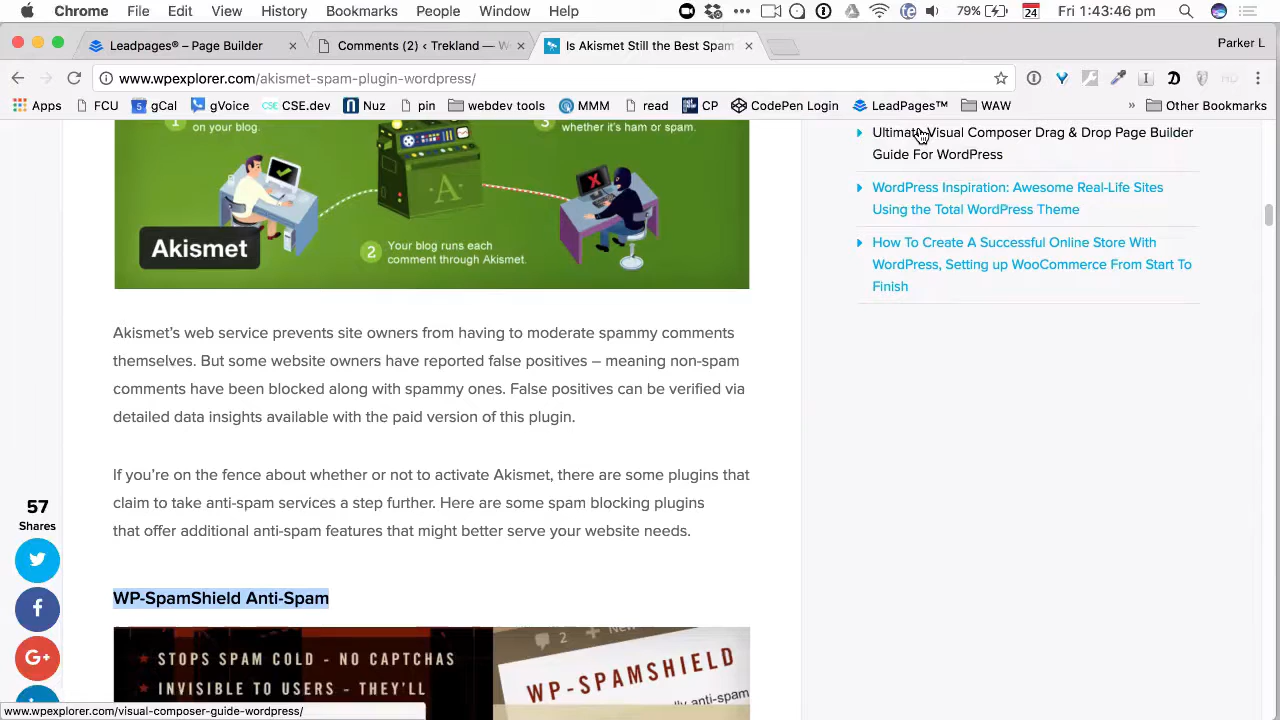 Chrome File Edit View History Bookmarks People Window Help 79% 24 Fri 1:43:46 pm
Leadpages® – Page Builder × Comments (2) ‹ Trekland — W × Is Akismet Still the Best Spam × Parker L
www.wpexplorer.com/akismet-spam-plugin-wordpress/
Apps FCU gCal gVoice CSE.dev Nuz pin webdev tools MMM read CP CodePen Login LeadPages™ WAW » Other Bookmarks
1 on your blog.
3 whether it's ham or spam.
A
Akismet
2 Your blog runs each
comment through Akismet.
Ultimate Visual Composer Drag & Drop Page Builder
Guide For WordPress
WordPress Inspiration: Awesome Real-Life Sites
Using the Total WordPress Theme
How To Create A Successful Online Store With
WordPress, Setting up WooCommerce From Start To
Finish
Akismet's web service prevents site owners from having to moderate spammy comments
themselves. But some website owners have reported false positives – meaning non-spam
comments have been blocked along with spammy ones. False positives can be verified via
detailed data insights available with the paid version of this plugin.
If you're on the fence about whether or not to activate Akismet, there are some plugins that
claim to take anti-spam services a step further. Here are some spam blocking plugins
that offer additional anti-spam features that might better serve your website needs.
57
Shares
G+
WP-SpamShield Anti-Spam
STOPS SPAM COLD - NO CAPTCHAS
INVISIBLE TO USERS - THEY'LL
2 + New
WP-SPAMSHIELD
anti-spam
www.wpexplorer.com/visual-composer-guide-wordpress/